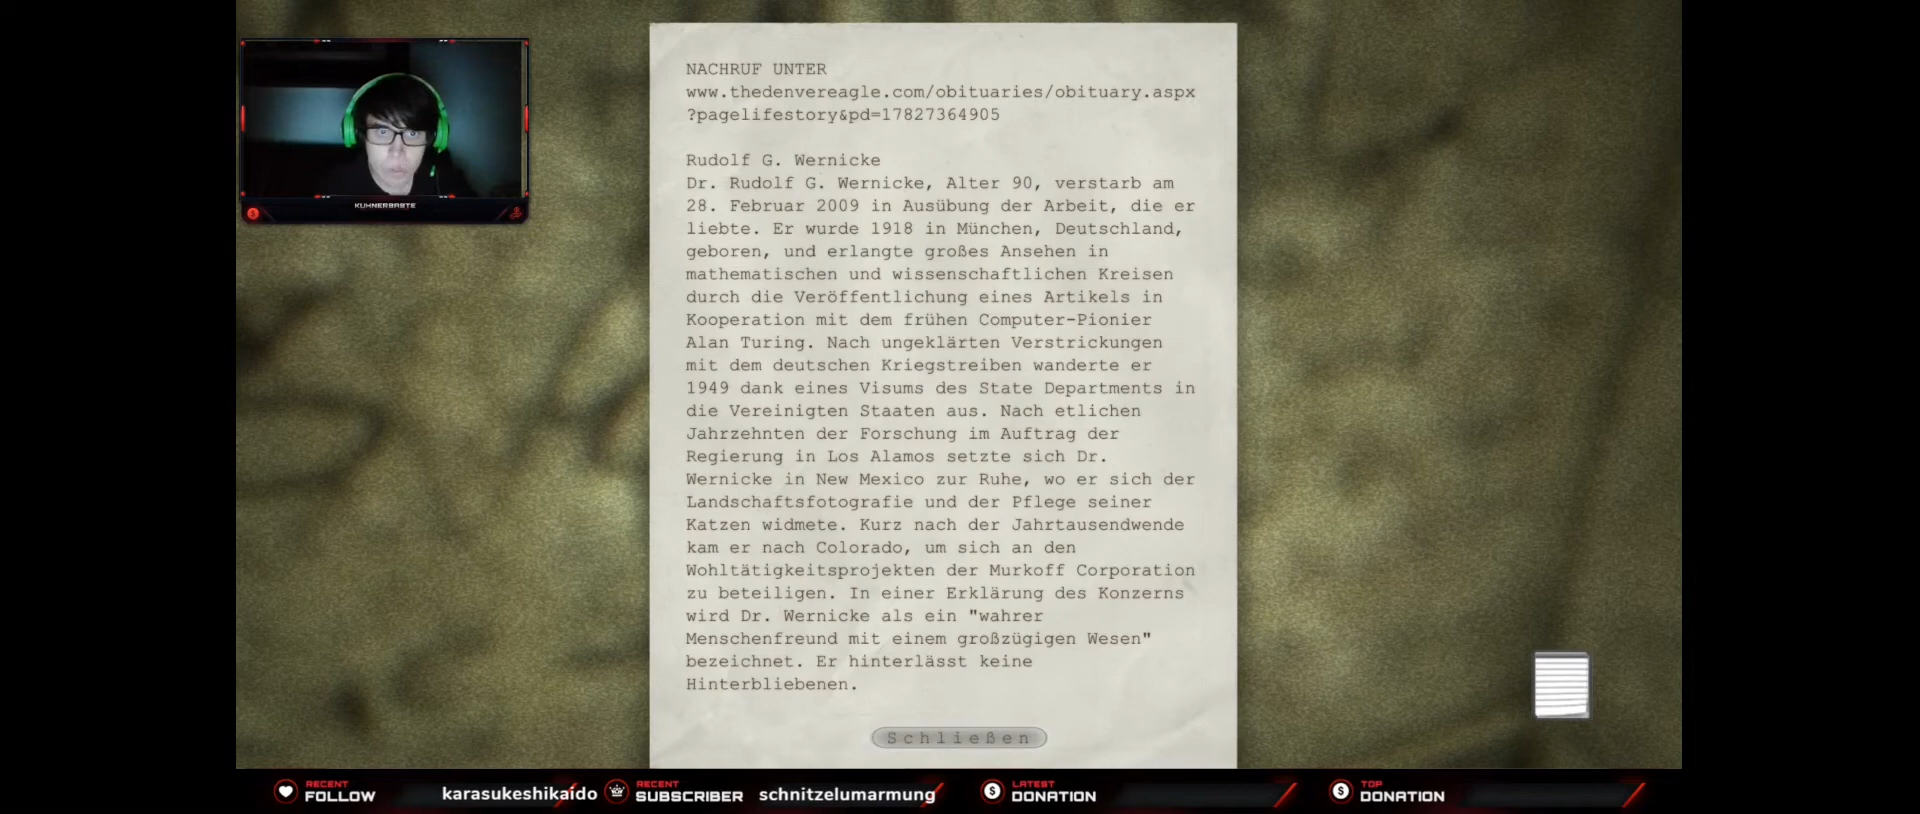 NACHRUF UNTER
www.thedenvereagle.com/obituaries/obituary.aspx
?pagelifestory&pd=17827364905
Rudolf G. Wernicke
Dr. Rudolf G. Wernicke, Alter 90, verstarb am
28. Februar 2009 in Ausübung der Arbeit, die er
liebte. Er wurde 1918 in München, Deutschland,
geboren, und erlangte großes Ansehen in
mathematischen und wissenschaftlichen Kreisen
durch die Veröffentlichung eines Artikels in
Kooperation mit dem frühen Computer-Pionier
Alan Turing. Nach ungeklärten Verstrickungen
mit dem deutschen Kriegstreiben wanderte er
1949 dank eines Visums des State Departments in
die Vereinigten Staaten aus. Nach etlichen
Jahrzehnten der Forschung im Auftrag der
Regierung in Los Alamos setzte sich Dr.
Wernicke in New Mexico zur Ruhe, wo er sich der
Landschaftsfotografie und der Pflege seiner
Katzen widmete. Kurz nach der Jahrtausendwende
kam er nach Colorado, um sich an den
Wohltätigkeitsprojekten der Murkoff Corporation
zu beteiligen. In einer Erklärung des Konzerns
wird Dr. Wernicke als ein "wahrer
Menschenfreund mit einem großzügigen Wesen"
bezeichnet. Er hinterlässt keine
Hinterbliebenen.
Schließen
KUHNERBASTE
RECENT
FOLLOW
karasukeshikaido
RECENT
SUBSCRIBER
schnitzelumarmung
LATEST
DONATION
TOP
DONATION